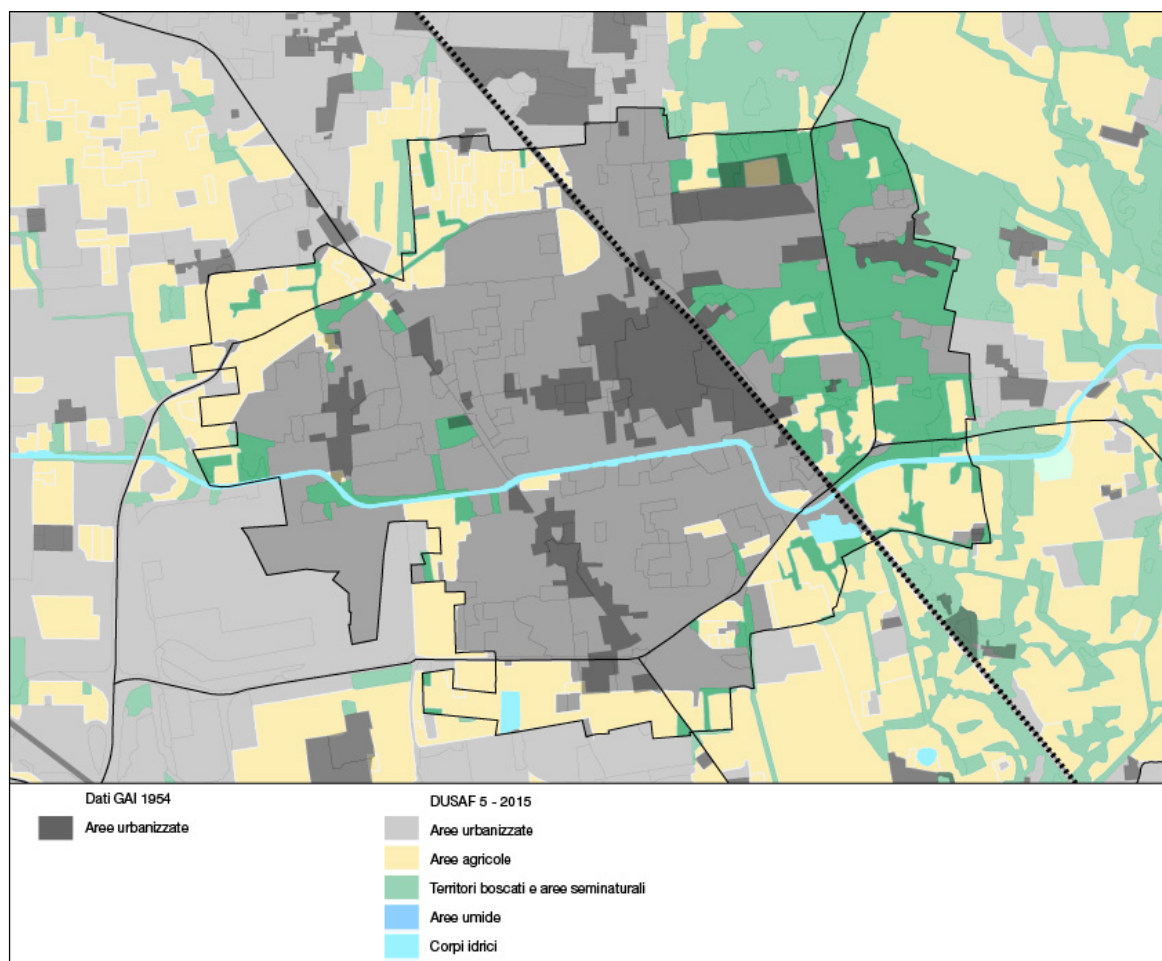 Dati GAI 1954
Aree urbanizzate
DUSAF 5 - 2015
Aree urbanizzate
Aree agricole
Territori boscati e aree seminaturali
Aree umide
Corpi idrici